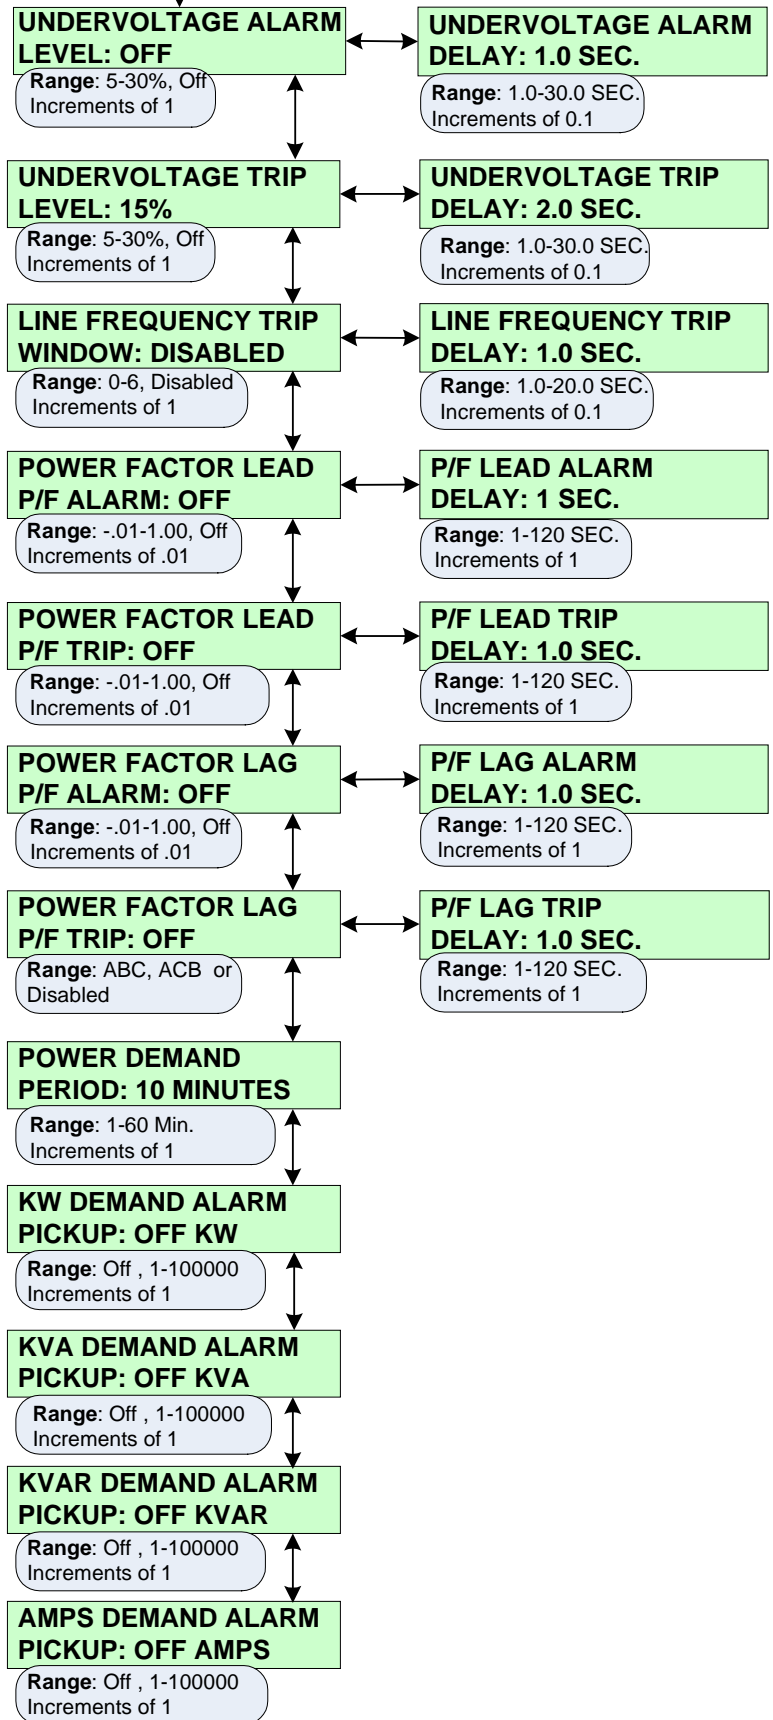 UNDERVOLTAGE ALARM
LEVEL: OFF
Range: 5-30%, Off
Increments of 1
UNDERVOLTAGE ALARM
DELAY: 1.0 SEC.
Range: 1.0-30.0 SEC.
Increments of 0.1
UNDERVOLTAGE TRIP
LEVEL: 15%
Range: 5-30%, Off
Increments of 1
UNDERVOLTAGE TRIP
DELAY: 2.0 SEC.
Range: 1.0-30.0 SEC.
Increments of 0.1
LINE FREQUENCY TRIP
WINDOW: DISABLED
Range: 0-6, Disabled
Increments of 1
LINE FREQUENCY TRIP
DELAY: 1.0 SEC.
Range: 1.0-20.0 SEC.
Increments of 0.1
POWER FACTOR LEAD
P/F ALARM: OFF
Range: -.01-1.00, Off
Increments of .01
P/F LEAD ALARM
DELAY: 1 SEC.
Range: 1-120 SEC.
Increments of 1
POWER FACTOR LEAD
P/F TRIP: OFF
Range: -.01-1.00, Off
Increments of .01
P/F LEAD TRIP
DELAY: 1.0 SEC.
Range: 1-120 SEC.
Increments of 1
POWER FACTOR LAG
P/F ALARM: OFF
Range: -.01-1.00, Off
Increments of .01
P/F LAG ALARM
DELAY: 1.0 SEC.
Range: 1-120 SEC.
Increments of 1
POWER FACTOR LAG
P/F TRIP: OFF
Range: ABC, ACB or
Disabled
P/F LAG TRIP
DELAY: 1.0 SEC.
Range: 1-120 SEC.
Increments of 1
POWER DEMAND
PERIOD: 10 MINUTES
Range: 1-60 Min.
Increments of 1
KW DEMAND ALARM
PICKUP: OFF KW
Range: Off , 1-100000
Increments of 1
KVA DEMAND ALARM
PICKUP: OFF KVA
Range: Off , 1-100000
Increments of 1
KVAR DEMAND ALARM
PICKUP: OFF KVAR
Range: Off , 1-100000
Increments of 1
AMPS DEMAND ALARM
PICKUP: OFF AMPS
Range: Off , 1-100000
Increments of 1